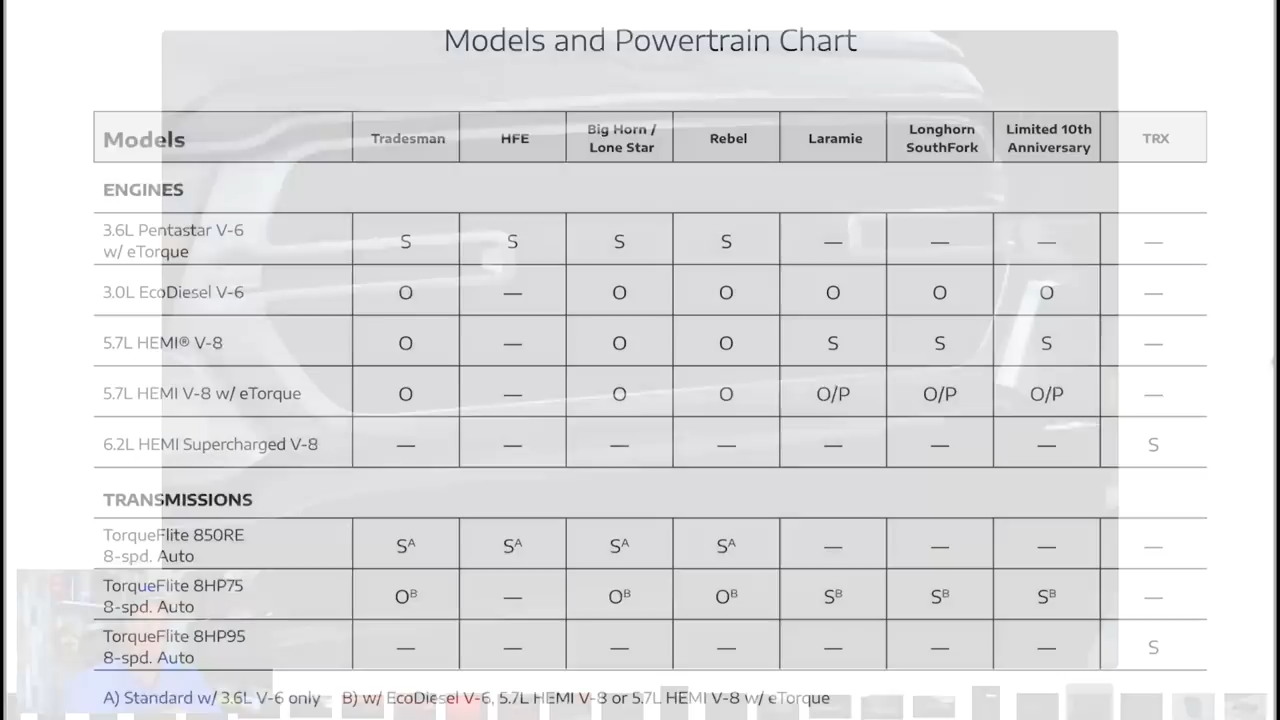 Models and Powertrain Chart
Models Tradesman HFE Big Horn / Lone Star Rebel Laramie Longhorn SouthFork Limited 10th Anniversary TRX
ENGINES
3.6L Pentastar V-6 w/ eTorque S S S S — — — —
3.0L EcoDiesel V-6 O — O O O O O —
5.7L HEMI® V-8 O — O O S S S —
5.7L HEMI V-8 w/ eTorque O — O O O/P O/P O/P —
6.2L HEMI Supercharged V-8 — — — — — — — S
TRANSMISSIONS
TorqueFlite 850RE 8-spd. Auto Sᴬ Sᴬ Sᴬ Sᴬ — — — —
TorqueFlite 8HP75 8-spd. Auto Oᴮ — Oᴮ Oᴮ Sᴮ Sᴮ Sᴮ —
TorqueFlite 8HP95 8-spd. Auto — — — — — — — S
A) Standard w/ 3.6L V-6 only B) w/ EcoDiesel V-6, 5.7L HEMI V-8 or 5.7L HEMI V-8 w/ eTorque